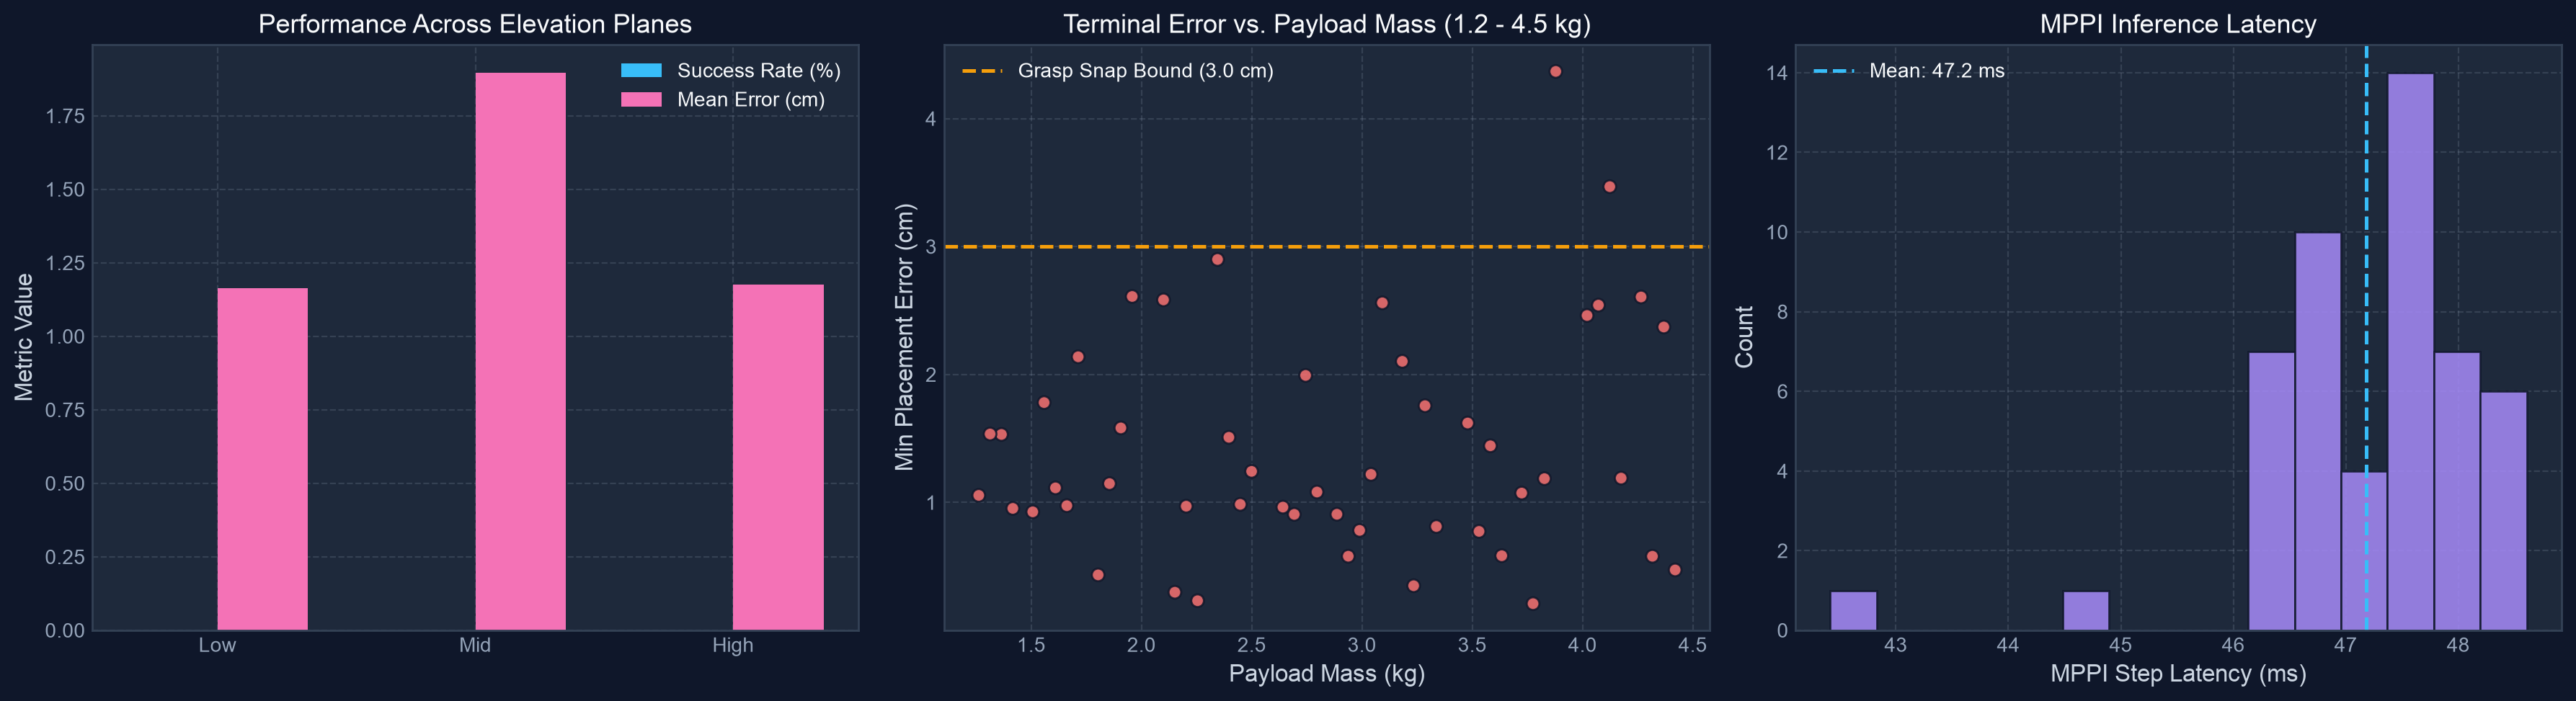 Performance Across Elevation Planes
Success Rate (%)
Mean Error (cm)
Metric Value
1.75
1.50
1.25
1.00
0.75
0.50
0.25
0.00
Low Mid High
Terminal Error vs. Payload Mass (1.2 - 4.5 kg)
Grasp Snap Bound (3.0 cm)
Min Placement Error (cm)
4
3
2
1
1.5 2.0 2.5 3.0 3.5 4.0 4.5
Payload Mass (kg)
MPPI Inference Latency
Mean: 47.2 ms
Count
14
12
10
8
6
4
2
0
43 44 45 46 47 48
MPPI Step Latency (ms)